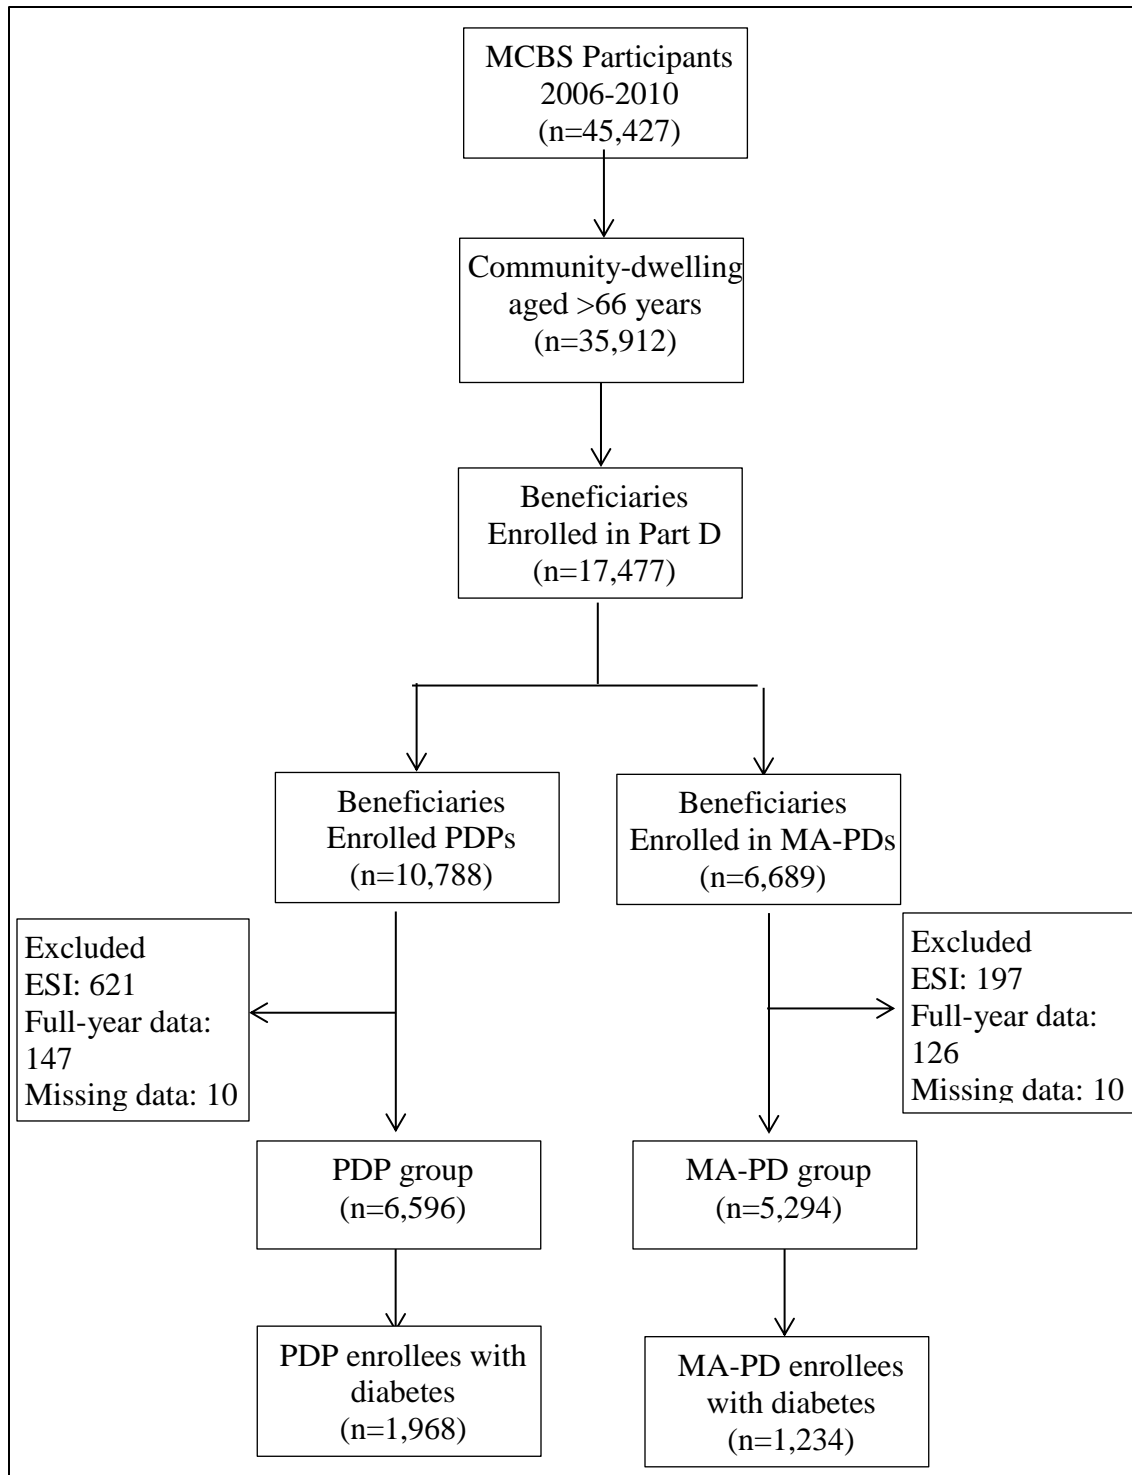 MCBS Participants
2006-2010
(n=45,427)
Community-dwelling
aged >66 years
(n=35,912)
Beneficiaries
Enrolled in Part D
(n=17,477)
Beneficiaries
Enrolled PDPs
(n=10,788)
Beneficiaries
Enrolled in MA-PDs
(n=6,689)
Excluded
ESI: 621
Full-year data:
147
Missing data: 10
Excluded
ESI: 197
Full-year data:
126
Missing data: 10
PDP group
(n=6,596)
MA-PD group
(n=5,294)
PDP enrollees with
diabetes
(n=1,968)
MA-PD enrollees
with diabetes
(n=1,234)